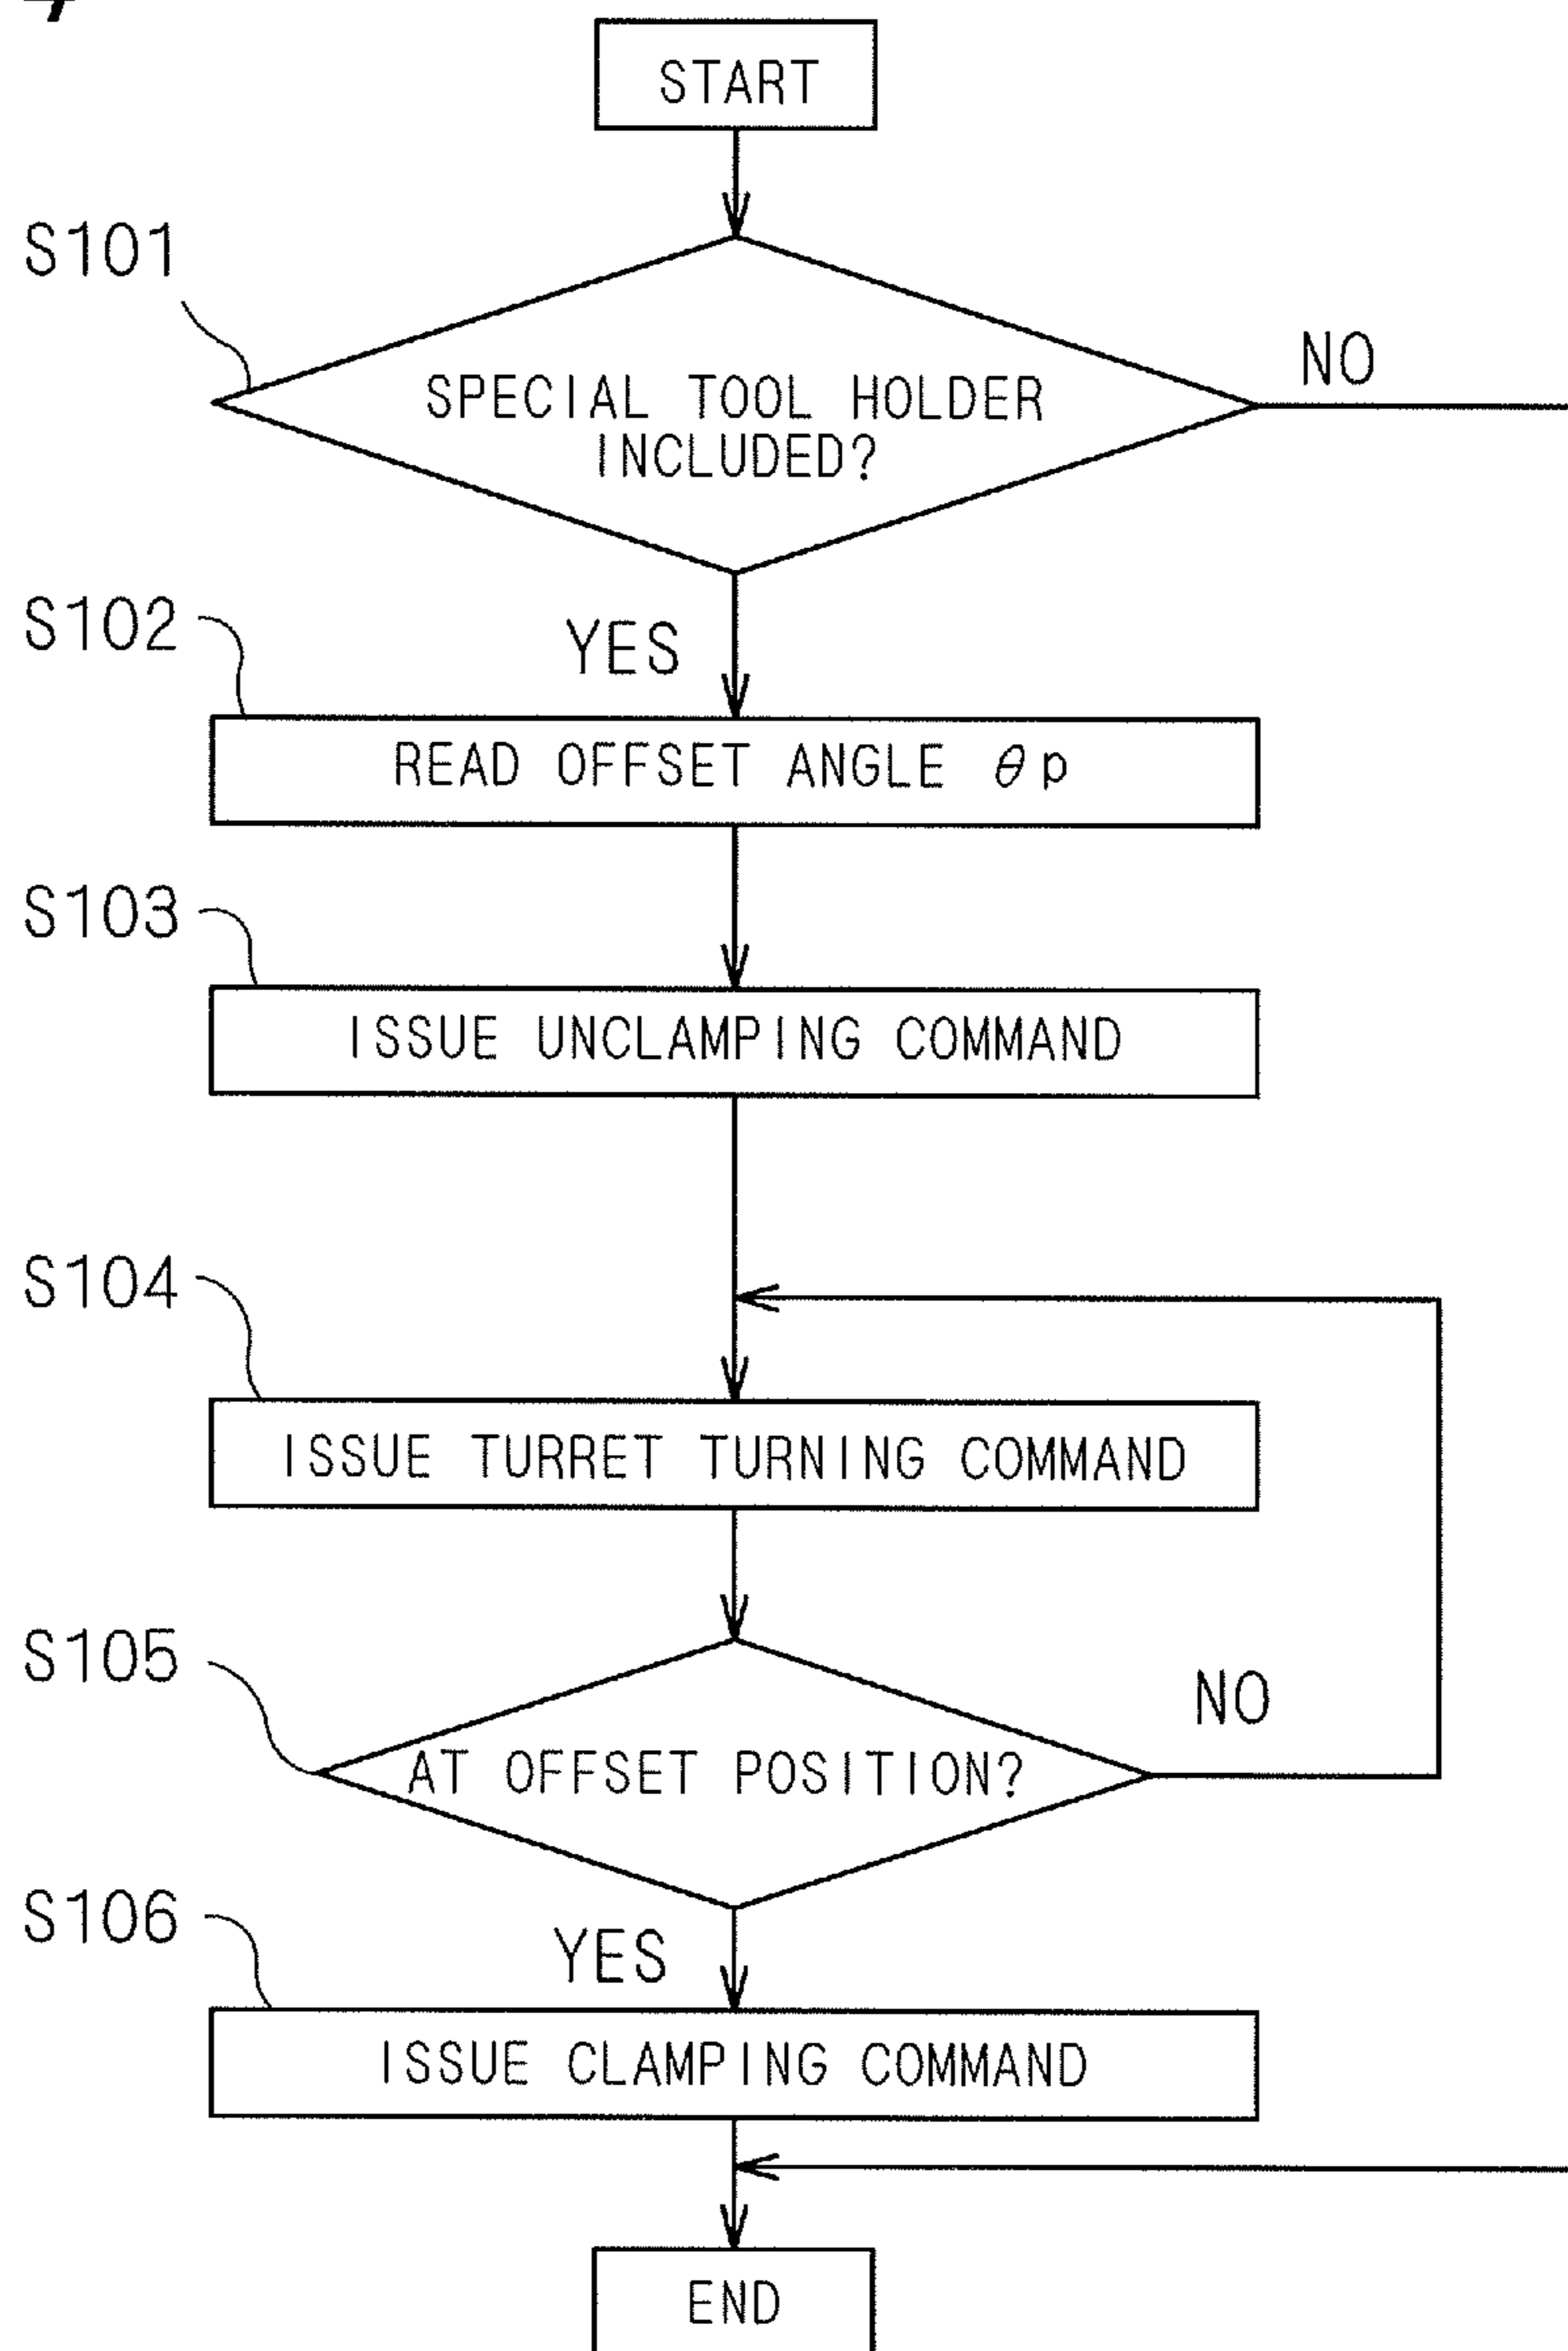 START
S101
NO
SPECIAL TOOL HOLDER
INCLUDED?
S102
YES
READ OFFSET ANGLE θp
S103
ISSUE UNCLAMPING COMMAND
S104
ISSUE TURRET TURNING COMMAND
S105
NO
AT OFFSET POSITION?
S106
YES
ISSUE CLAMPING COMMAND
END